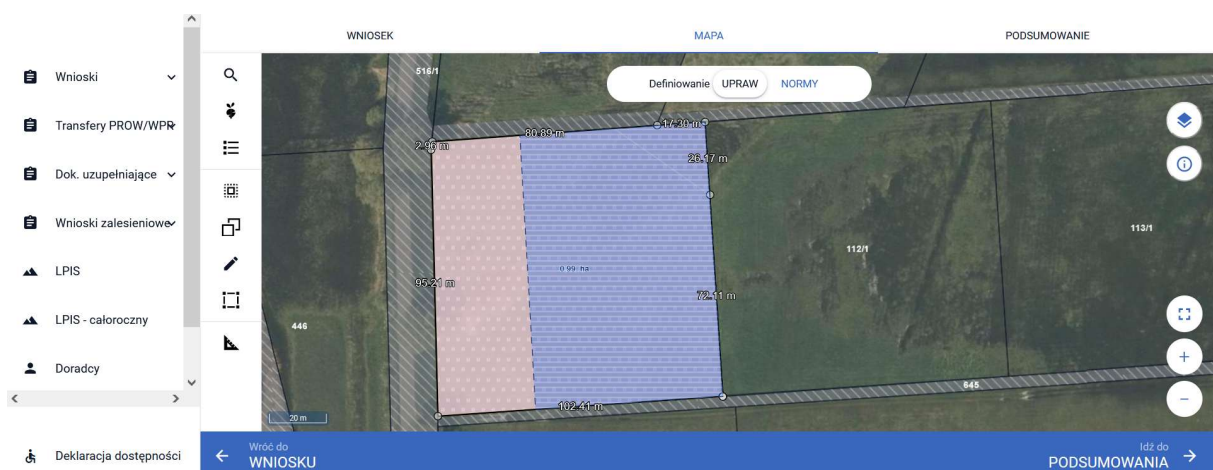 WNIOSEK
MAPA
PODSUMOWANIE
Wnioski
Transfery PROW/WPR
Dok. uzupełniające
Wnioski zalesieniowe
LPIS
LPIS - całoroczny
Doradcy
Deklaracja dostępności
Definiowanie UPRAW NORMY
516/1
80.89 m
17.30 m
2.96 m
26.17 m
113/1
112/1
0.99 ha
95.21 m
72.11 m
446
645
102.41 m
20 m
Wróć do
WNIOSKU
Idź do
PODSUMOWANIA